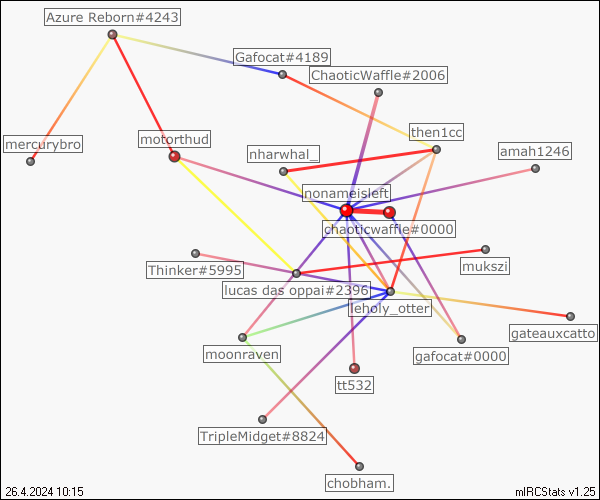 Azure Reborn#4243
Gafocat#4189
ChaoticWaffle#2006
then1cc
mercurybro
motorthud
nharwhal_
amah1246
nonameisleft
chaoticwaffle#0000
Thinker#5995
mukszi
lucas das oppai#2396
leholy_otter
gateauxcatto
moonraven
gafocat#0000
tt532
TripleMidget#8824
chobham.
26.4.2024 10:15
mIRCStats v1.25